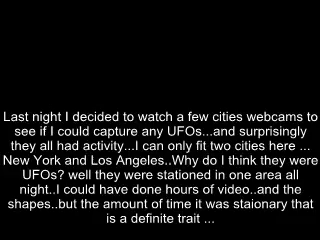 Last night I decided to watch a few cities webcams to
see if I could capture any UFOs...and surprisingly
they all had activity...I can only fit two cities here ...
New York and Los Angeles..Why do I think they were
UFOs? well they were stationed in one area all
night..I could have done hours of video..and the
shapes..but the amount of time it was staionary that
is a definite trait ...